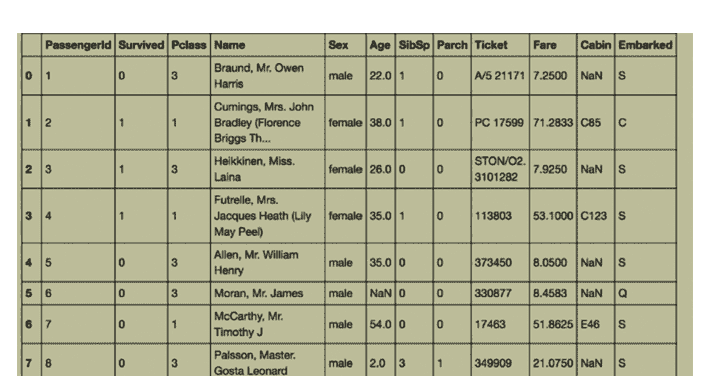 PassengerId Survived Pclass Name Sex Age SibSp Parch Ticket Fare Cabin Embarked
0 1 0 3 Braund, Mr. Owen Harris male 22.0 1 0 A/5 21171 7.2500 NaN S
1 2 1 1 Cumings, Mrs. John Bradley (Florence Briggs Th... female 38.0 1 0 PC 17599 71.2833 C85 C
2 3 1 3 Heikkinen, Miss. Laina female 26.0 0 0 STON/O2. 3101282 7.9250 NaN S
3 4 1 1 Futrelle, Mrs. Jacques Heath (Lily May Peel) female 35.0 1 0 113803 53.1000 C123 S
4 5 0 3 Allen, Mr. William Henry male 35.0 0 0 373450 8.0500 NaN S
5 6 0 3 Moran, Mr. James male NaN 0 0 330877 8.4583 NaN Q
6 7 0 1 McCarthy, Mr. Timothy J male 54.0 0 0 17463 51.8625 E46 S
7 8 0 3 Palsson, Master. Gosta Leonard male 2.0 3 1 349909 21.0750 NaN S